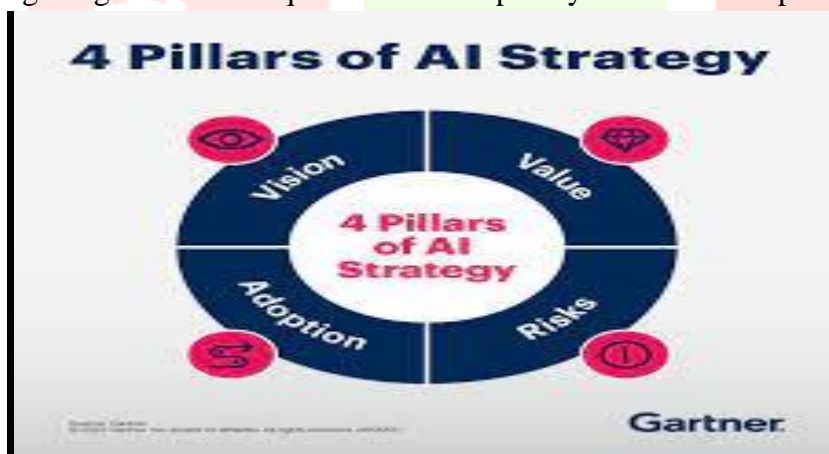 4 Pillars of AI Strategy
Vision
Value
4 Pillars
of AI
Strategy
Adoption
Risks
Gartner